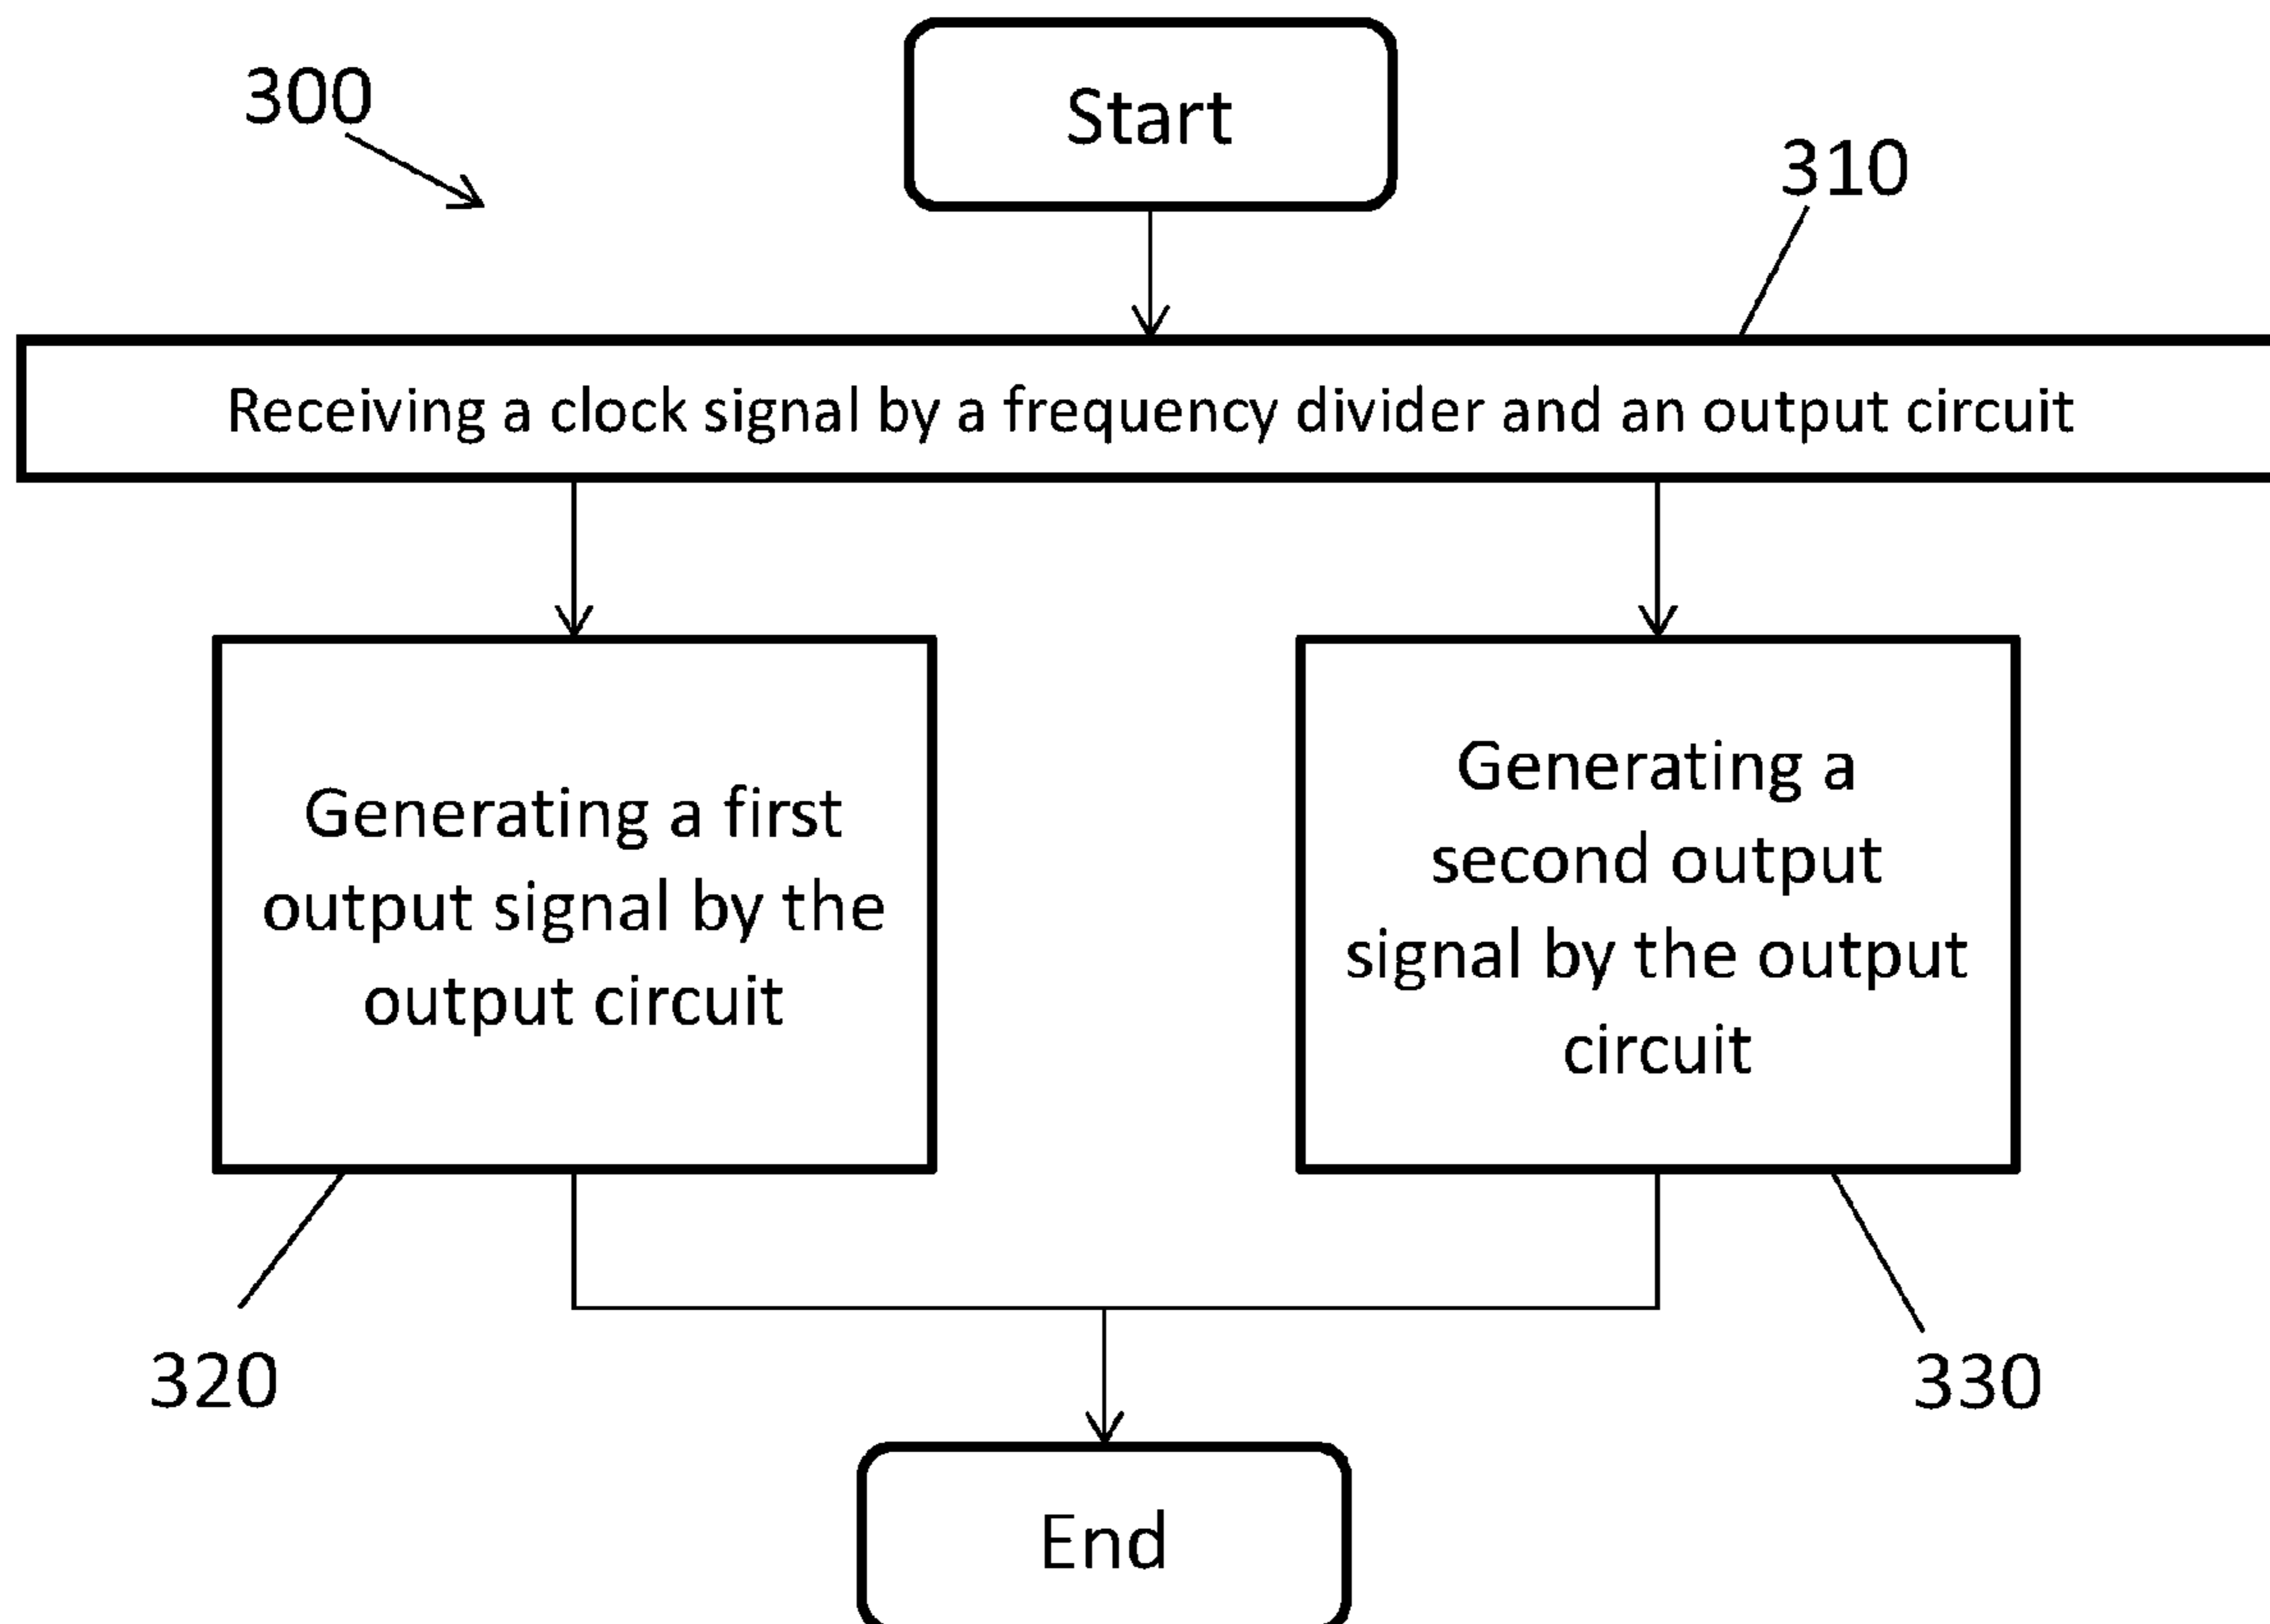 300
Start
310
Receiving a clock signal by a frequency divider and an output circuit
Generating a first
output signal by the
output circuit
Generating a
second output
signal by the output
circuit
320
330
End